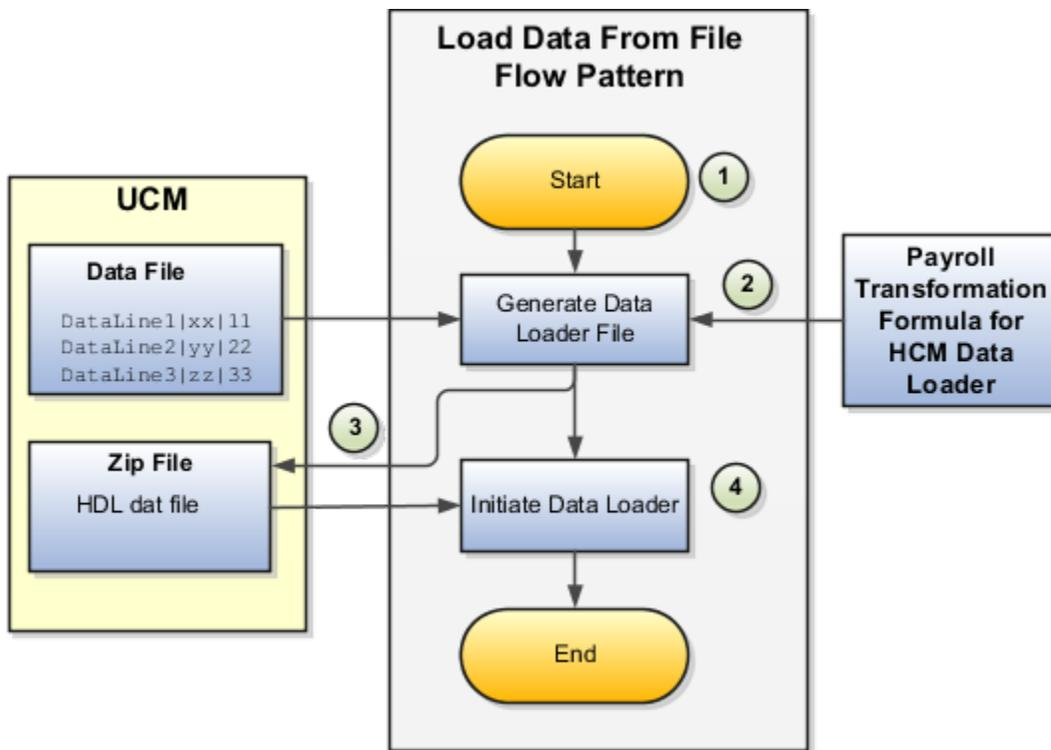 Load Data From File
Flow Pattern
Start
1
UCM
Data File
DataLine1|xx|11
DataLine2|yy|22
DataLine3|zz|33
Generate Data
Loader File
2
Payroll
Transformation
Formula for
HCM Data
Loader
3
Zip File
HDL dat file
Initiate Data Loader
4
End